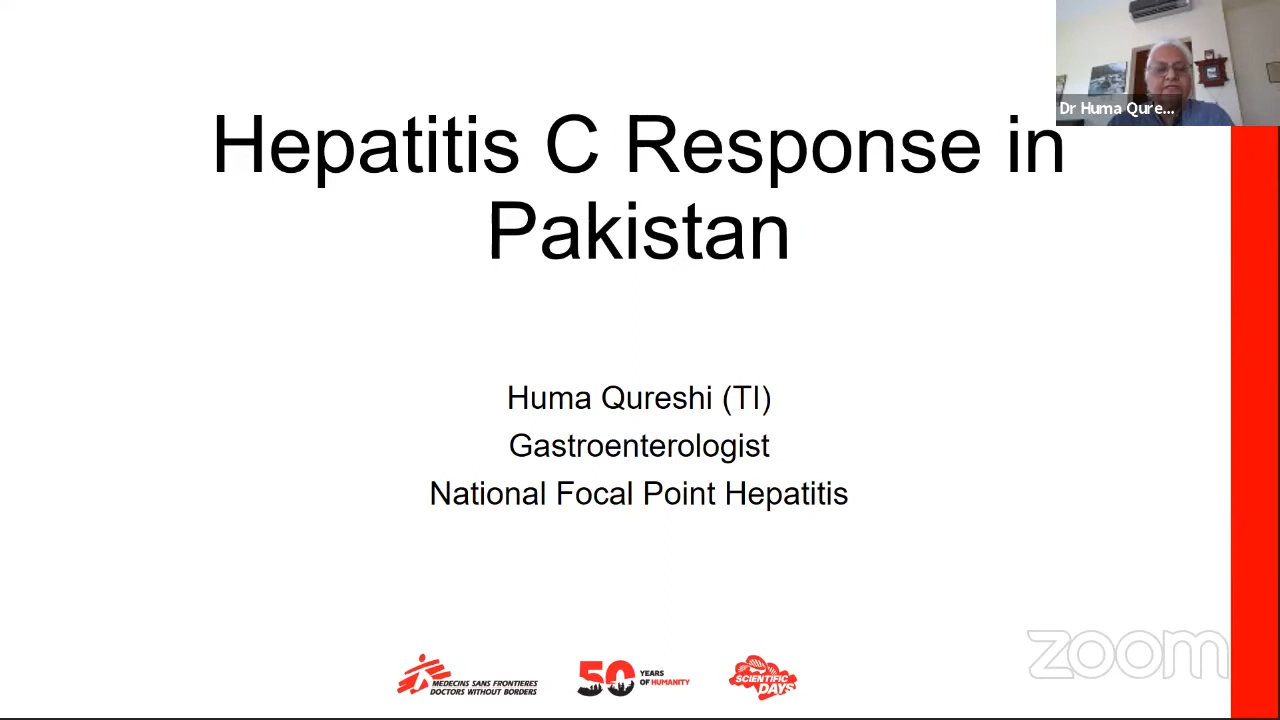 Dr Huma Qure...
Hepatitis C Response in
Pakistan
Huma Qureshi (TI)
Gastroenterologist
National Focal Point Hepatitis
MEDECINS SANS FRONTIERES
DOCTORS WITHOUT BORDERS
50 YEARS
OF HUMANITY
SCIENTIFIC
DAYS
zoom